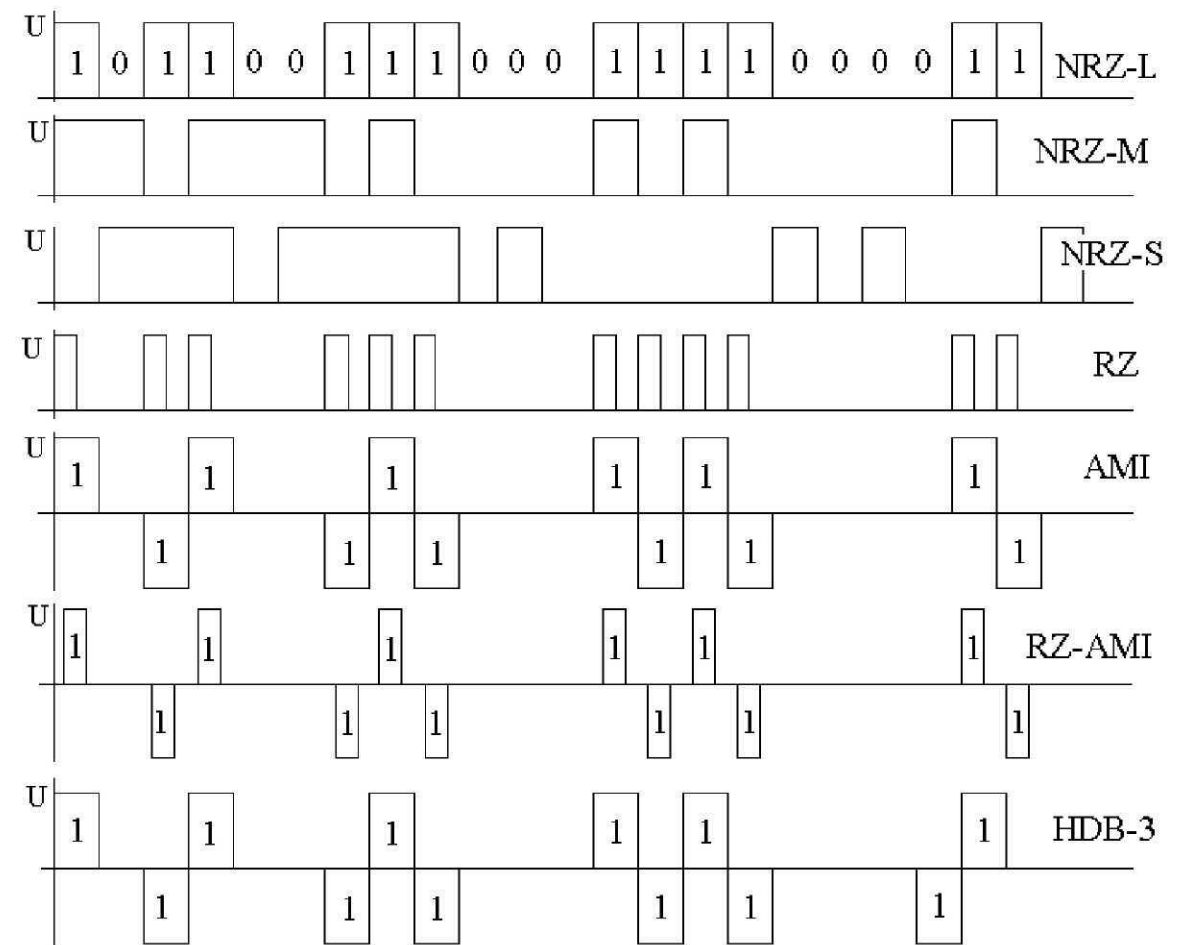 U 1 0 1 1 0 0 1 1 1 0 0 0 1 1 1 1 0 0 0 0 1 1 NRZ-L
U NRZ-M
U NRZ-S
U RZ
U 1 1 1 1 1 1 AMI
1 1 1 1 1 1
U 1 1 1 1 1 1 RZ-AMI
1 1 1 1 1 1
U 1 1 1 1 1 1 HDB-3
1 1 1 1 1 1